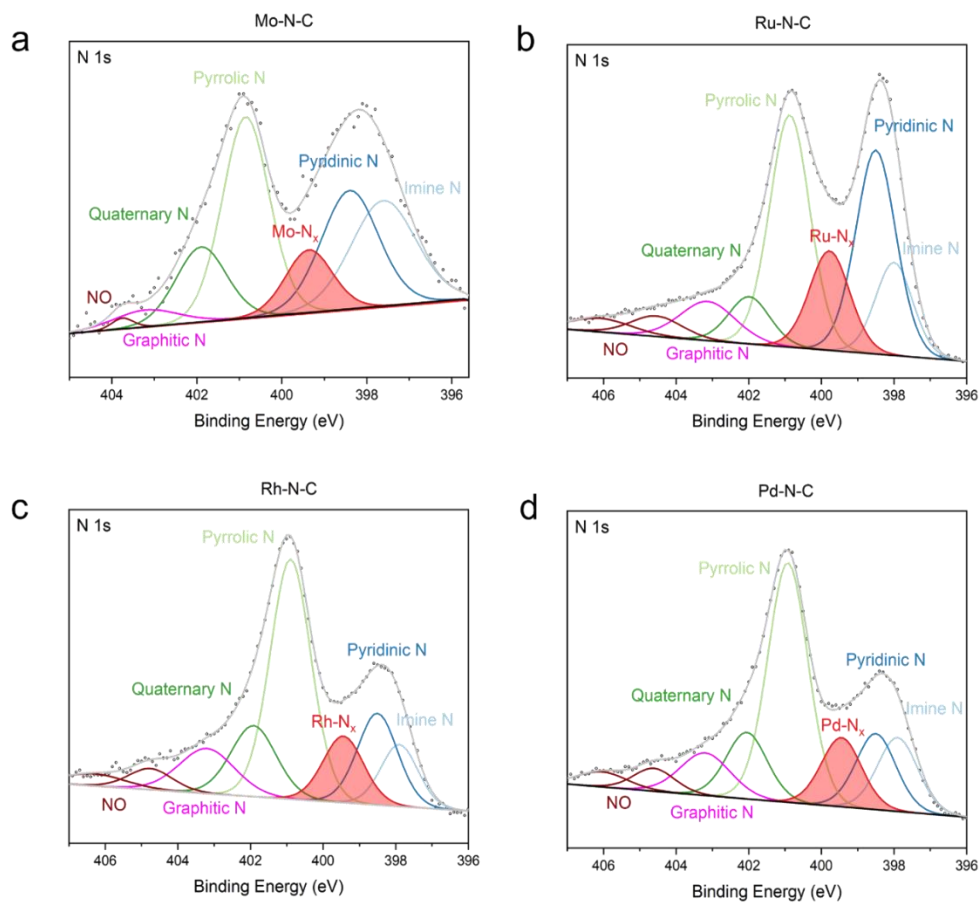 a
Mo-N-C
N 1s
Pyrrolic N
Pyridinic N
Imine N
Quaternary N
Mo-Nx
NO
Graphitic N
404 402 400 398 396
Binding Energy (eV)
b
Ru-N-C
N 1s
Pyrrolic N
Pyridinic N
Ru-Nx
Imine N
Quaternary N
NO
Graphitic N
406 404 402 400 398 396
Binding Energy (eV)
c
Rh-N-C
N 1s
Pyrrolic N
Pyridinic N
Quaternary N
Rh-Nx
Imine N
NO
Graphitic N
406 404 402 400 398 396
Binding Energy (eV)
d
Pd-N-C
N 1s
Pyrrolic N
Pyridinic N
Quaternary N
Imine N
Pd-Nx
NO
Graphitic N
406 404 402 400 398 396
Binding Energy (eV)